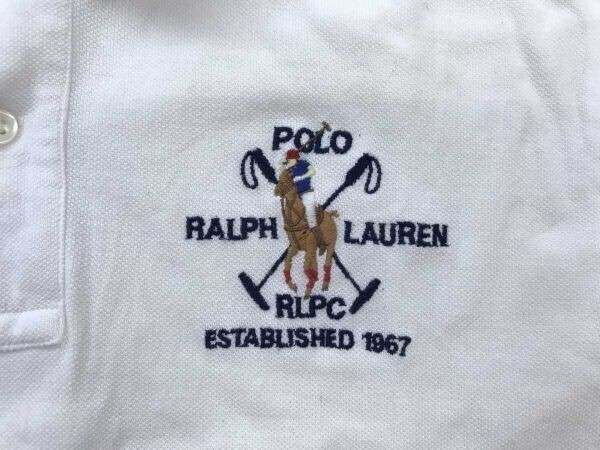 POLO
RALPH LAUREN
RLPC
ESTABLISHED 1967